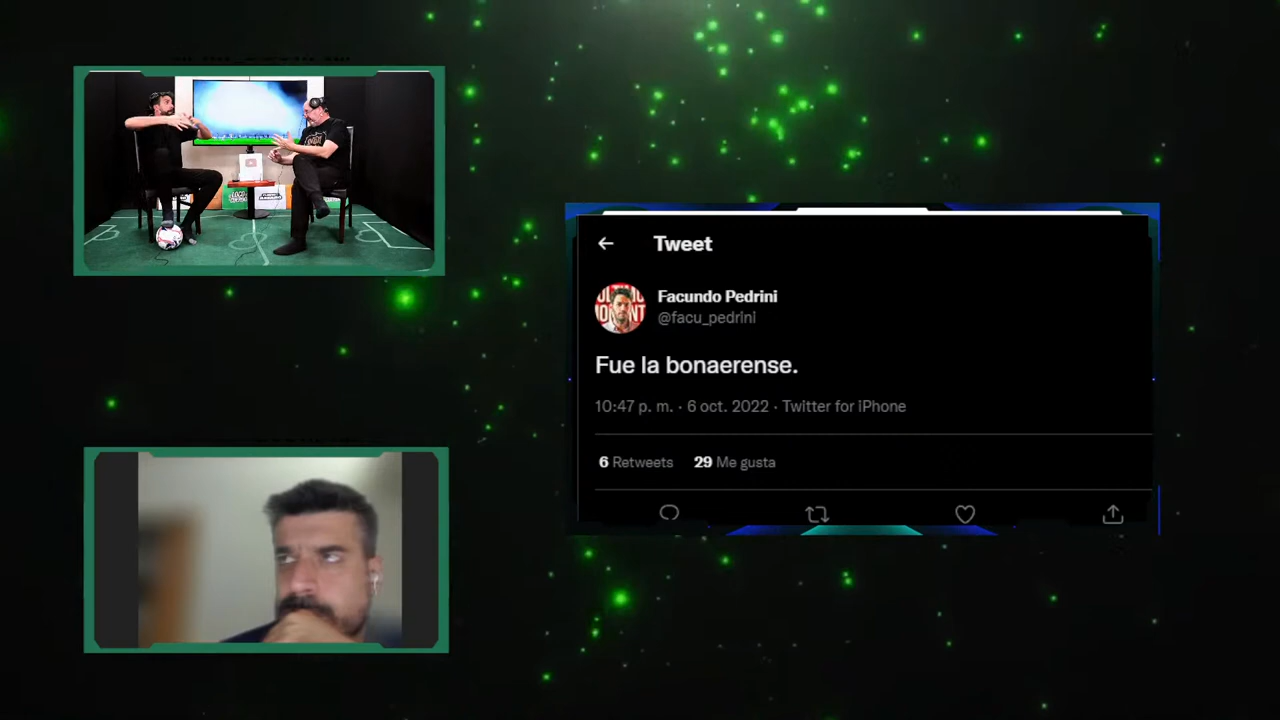 Tweet
Facundo Pedrini
@facu_pedrini
Fue la bonaerense.
10:47 p. m. · 6 oct. 2022 · Twitter for iPhone
6 Retweets 29 Me gusta